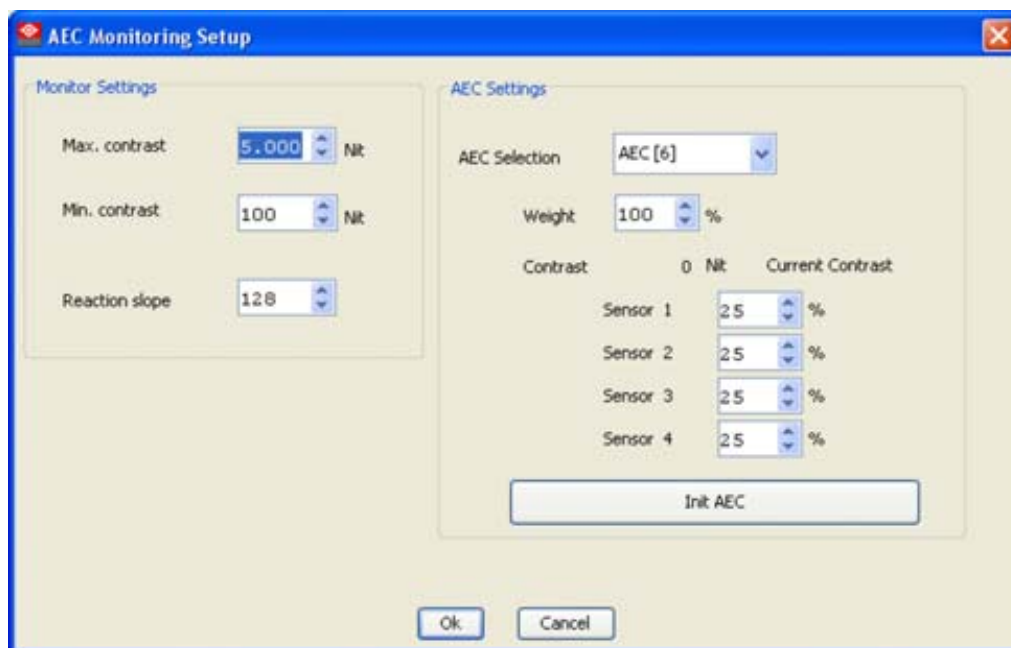 AEC Monitoring Setup
Monitor Settings
Max. contrast 5.000 Nit
Min. contrast 100 Nit
Reaction slope 128
AEC Settings
AEC Selection AEC [6]
Weight 100 %
Contrast 0 Nit Current Contrast
Sensor 1 25 %
Sensor 2 25 %
Sensor 3 25 %
Sensor 4 25 %
Init AEC
Ok Cancel